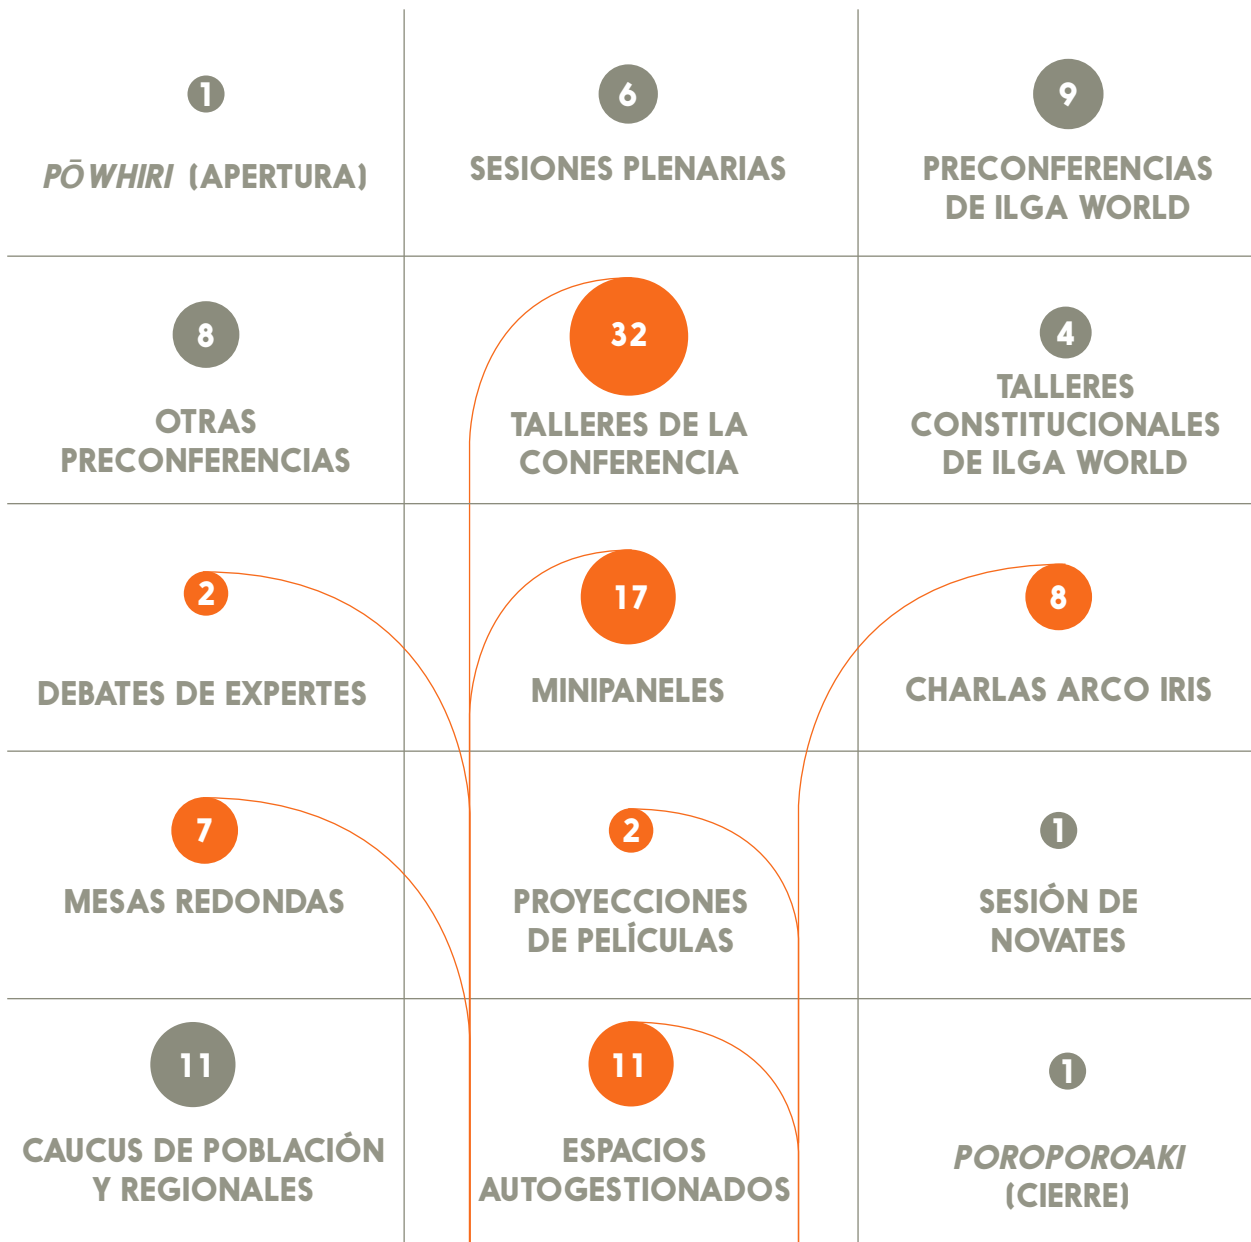 1
PŌWHIRI (APERTURA)
6
SESIONES PLENARIAS
9
PRECONFERENCIAS
DE ILGA WORLD
8
OTRAS
PRECONFERENCIAS
32
TALLERES DE LA
CONFERENCIA
4
TALLERES
CONSTITUCIONALES
DE ILGA WORLD
2
DEBATES DE EXPERTES
17
MINIPANELES
8
CHARLAS ARCO IRIS
7
MESAS REDONDAS
2
PROYECCIONES
DE PELÍCULAS
1
SESIÓN DE
NOVATES
11
CAUCUS DE POBLACIÓN
Y REGIONALES
11
ESPACIOS
AUTOGESTIONADOS
1
POROPOROAKI
(CIERRE)